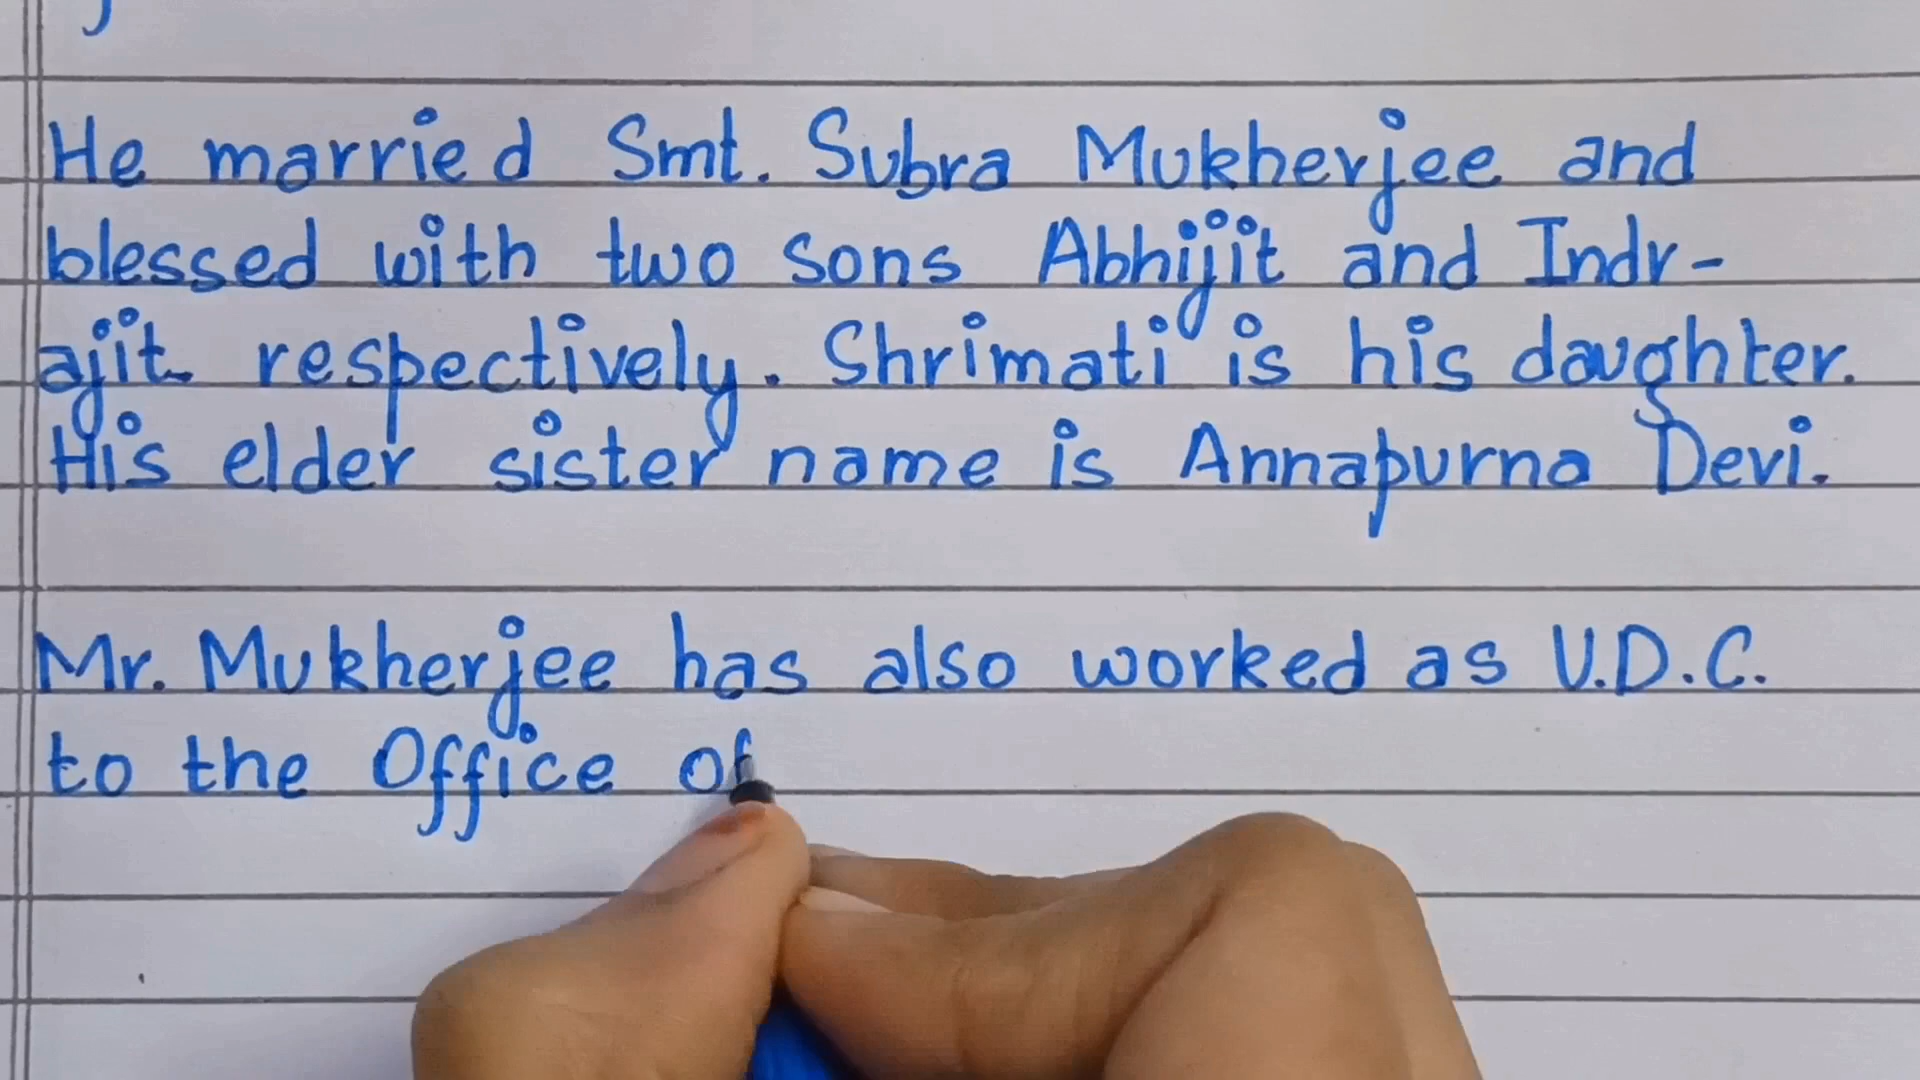 He married Smt. Subra Mukherjee and
blessed with two sons Abhijit and Indr-
ajit respectively. Shrimati is his daughter.
His elder sister name is Annapurna Devi.
Mr. Mukherjee has also worked as U.D.C.
to the Office of